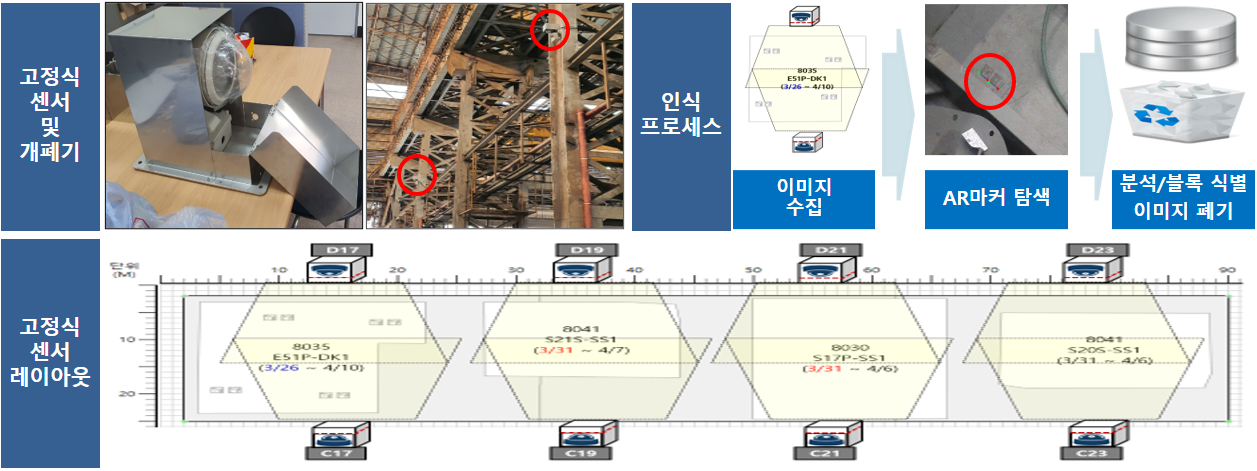 고정식
센서
및
개폐기
인식
프로세스
8035
E51P-DK1
(3/26 ~ 4/10)
이미지
수집
AR마커 탐색
분석/블록 식별
이미지 폐기
고정식
센서
레이아웃
단위
(M)
D17
D19
D21
D23
10
20
30
40
50
60
70
80
90
10
20
8035
E51P-DK1
(3/26 ~ 4/10)
8041
S21S-SS1
(3/31 ~ 4/7)
8030
S17P-SS1
(3/31 ~ 4/6)
8041
S20S-SS1
(3/31 ~ 4/6)
C17
C19
C21
C23